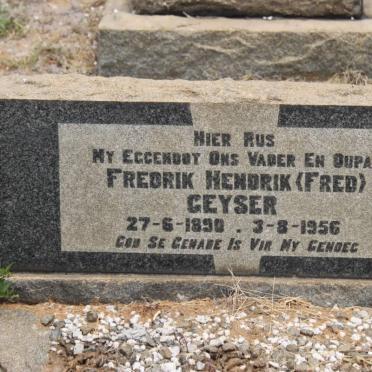 HIER RUS
MY EGGENOOT ONS VADER EN OUPA
FREDRIK HENDRIK (FRED)
GEYSER
27-6-1890 . 3-8-1956
GOD SE GENADE IS VIR MY GENOEG